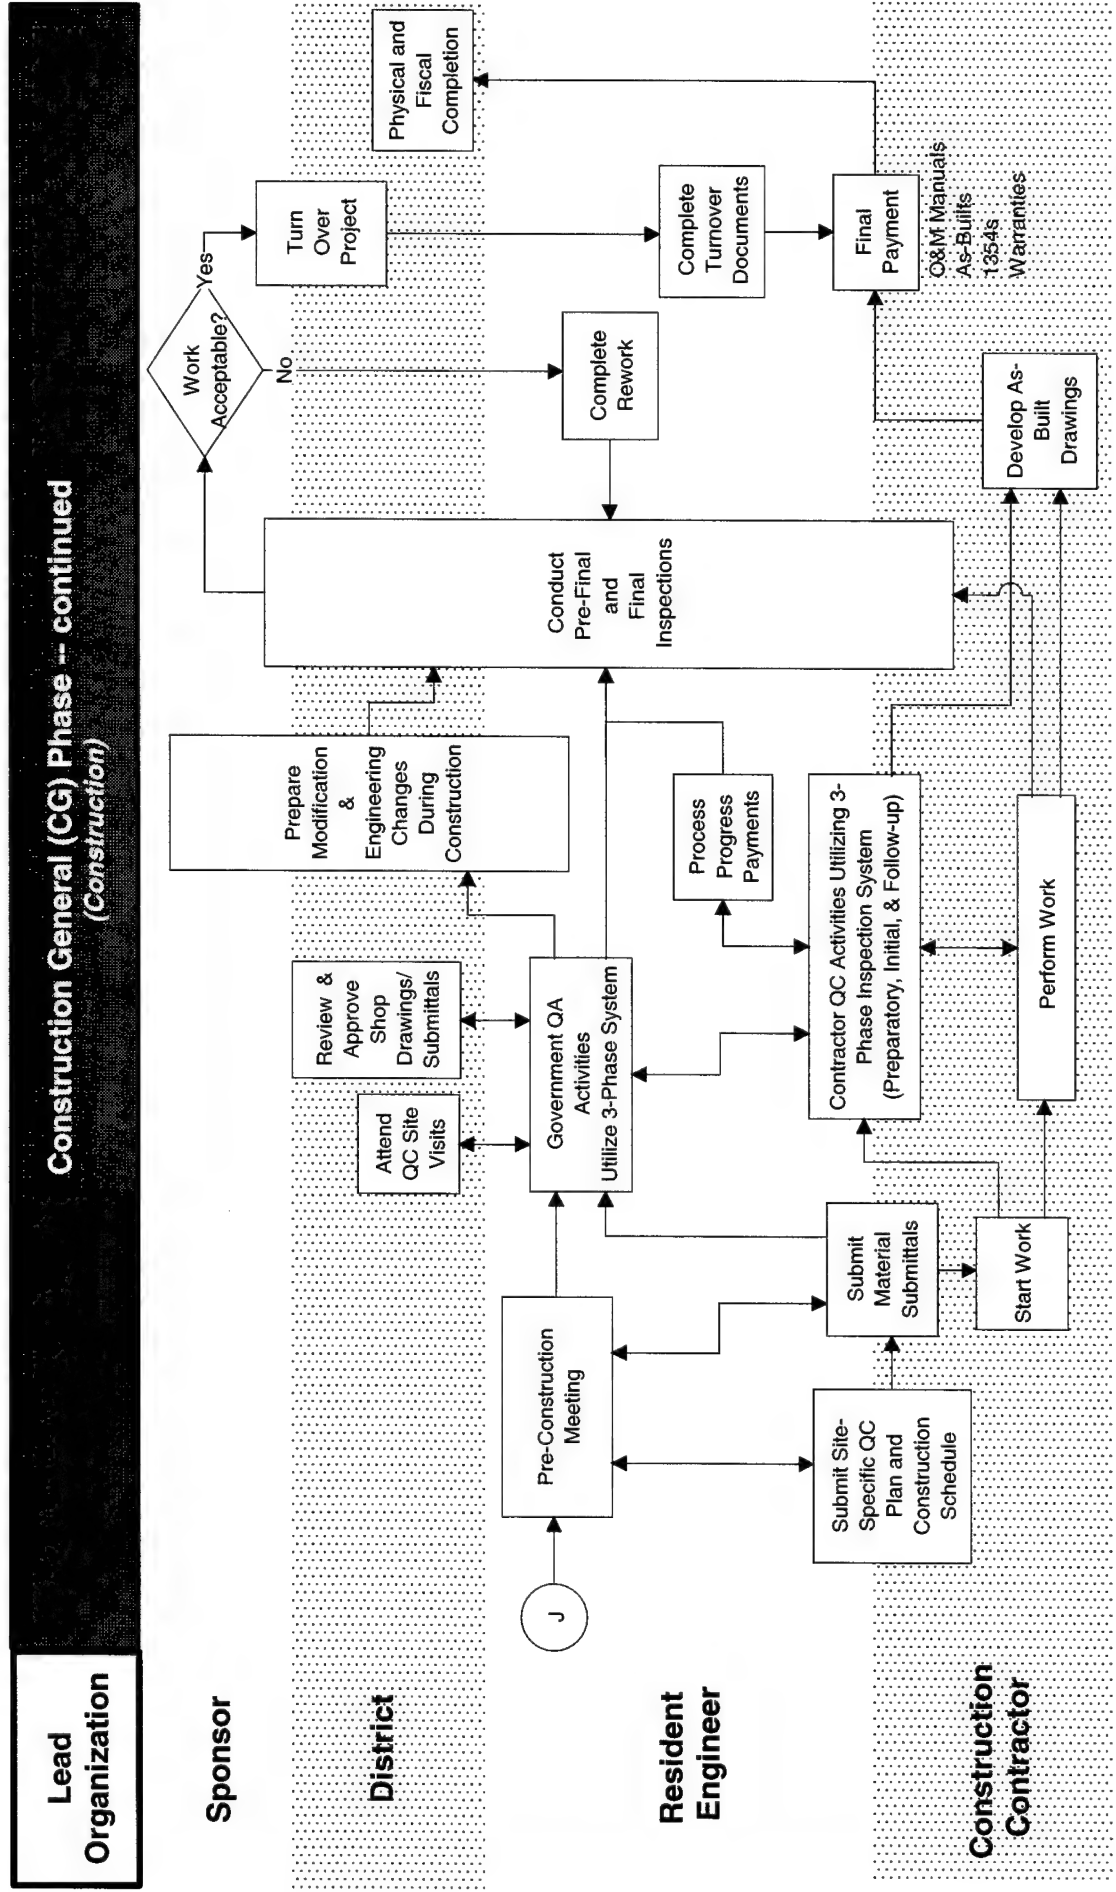 Lead
Organization
Construction General (CG) Phase -- continued
(Construction)
Sponsor
District
Resident
Engineer
Construction
Contractor
J
Pre-Construction
Meeting
Submit Site-
Specific QC
Plan and
Construction
Schedule
Submit
Material
Submittals
Start Work
Attend
QC Site
Visits
Review &
Approve
Shop
Drawings/
Submittals
Government QA
Activities
Utilize 3-Phase System
Contractor QC Activities Utilizing 3-
Phase Inspection System
(Preparatory, Initial, & Follow-up)
Perform Work
Process
Progress
Payments
Prepare
Modification
&
Engineering
Changes
During
Construction
Conduct
Pre-Final
and
Final
Inspections
Work
Acceptable?
Yes
No
Complete
Rework
Develop As-
Built
Drawings
Turn
Over
Project
Complete
Turnover
Documents
Final
Payment
O&M Manuals
As-Builts
1354s
Warranties
Physical and
Fiscal
Completion